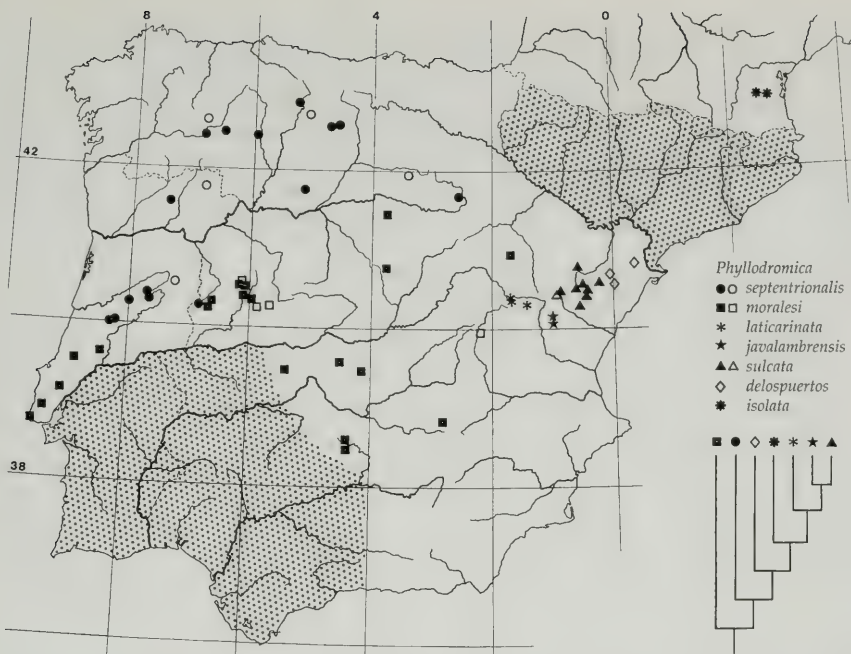 8 4 0
42
38
Phyllodromica
septentrionalis
moralesi
laticarinata
javalambrensis
sulcata
delospuertos
isolata